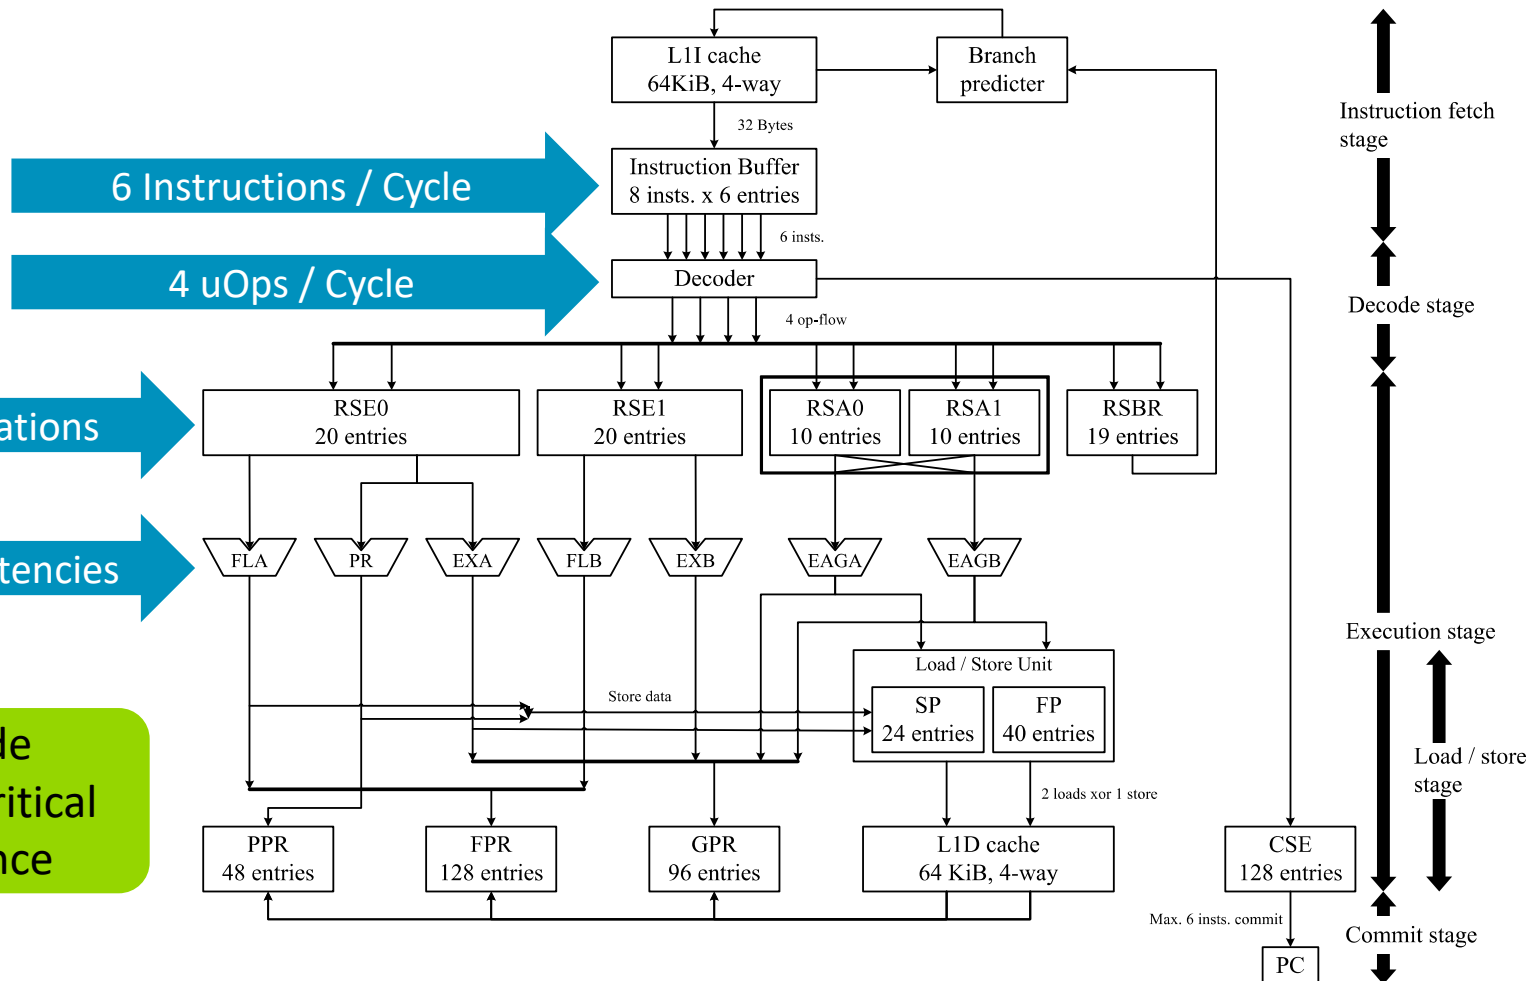 L1I cache
64KiB, 4-way
Branch
predicter
Instruction fetch
stage
32 Bytes
6 Instructions / Cycle
Instruction Buffer
8 insts. x 6 entries
6 insts.
4 uOps / Cycle
Decoder
Decode stage
4 op-flow
ations
RSE0
20 entries
RSE1
20 entries
RSA0
10 entries
RSA1
10 entries
RSBR
19 entries
tencies
FLA
PR
EXA
FLB
EXB
EAGA
EAGB
Execution stage
Load / Store Unit
Store data
SP
24 entries
FP
40 entries
de
ritical
nce
Load / store
stage
2 loads xor 1 store
PPR
48 entries
FPR
128 entries
GPR
96 entries
L1D cache
64 KiB, 4-way
CSE
128 entries
Max. 6 insts. commit
Commit stage
PC